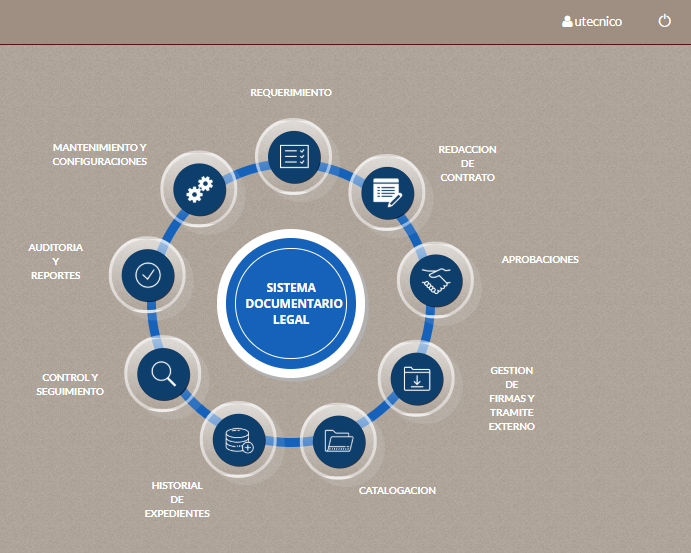 utecnico
REQUERIMIENTO
MANTENIMIENTO Y
CONFIGURACIONES
REDACCION
DE
CONTRATO
AUDITORIA
Y
REPORTES
APROBACIONES
SISTEMA
DOCUMENTARIO
LEGAL
CONTROL Y
SEGUIMIENTO
GESTION
DE
FIRMAS Y
TRAMITE
EXTERNO
HISTORIAL
DE
EXPEDIENTES
CATALOGACION